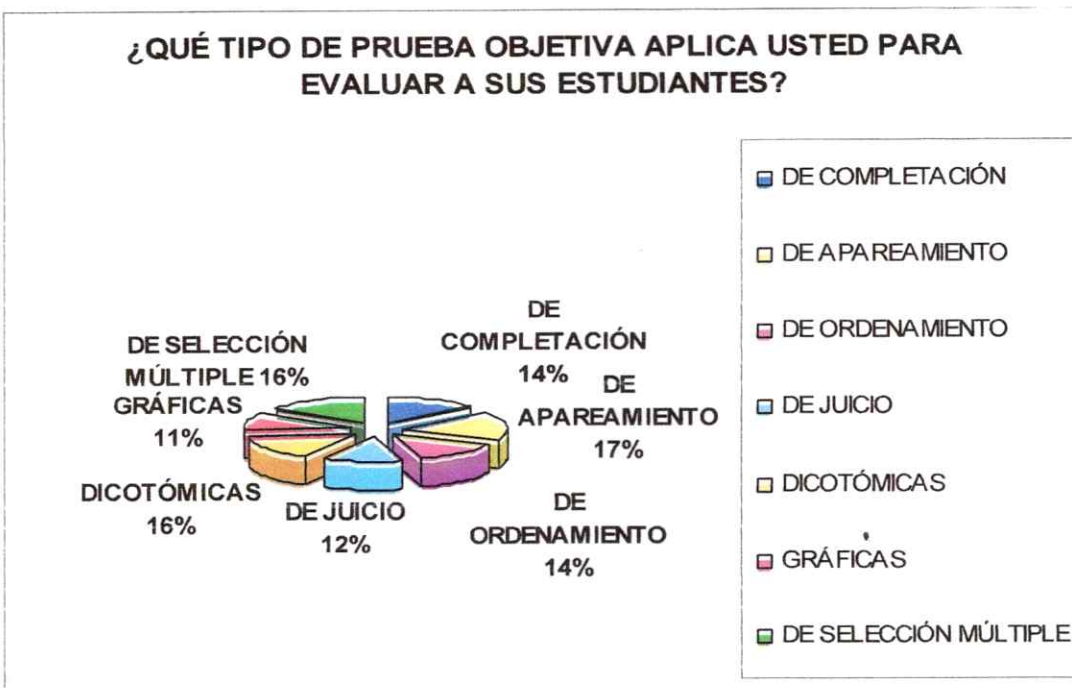 ¿QUÉ TIPO DE PRUEBA OBJETIVA APLICA USTED PARA
EVALUAR A SUS ESTUDIANTES?
DE
COMPLETACIÓN
14%
DE
APAREAMIENTO
17%
DE
ORDENAMIENTO
14%
DE JUICIO
12%
DICOTÓMICAS
16%
GRÁFICAS
11%
DE SELECCIÓN
MÚLTIPLE 16%
DE COMPLETACIÓN
DE APAREAMIENTO
DE ORDENAMIENTO
DE JUICIO
DICOTÓMICAS
GRÁFICAS
DE SELECCIÓN MÚLTIPLE